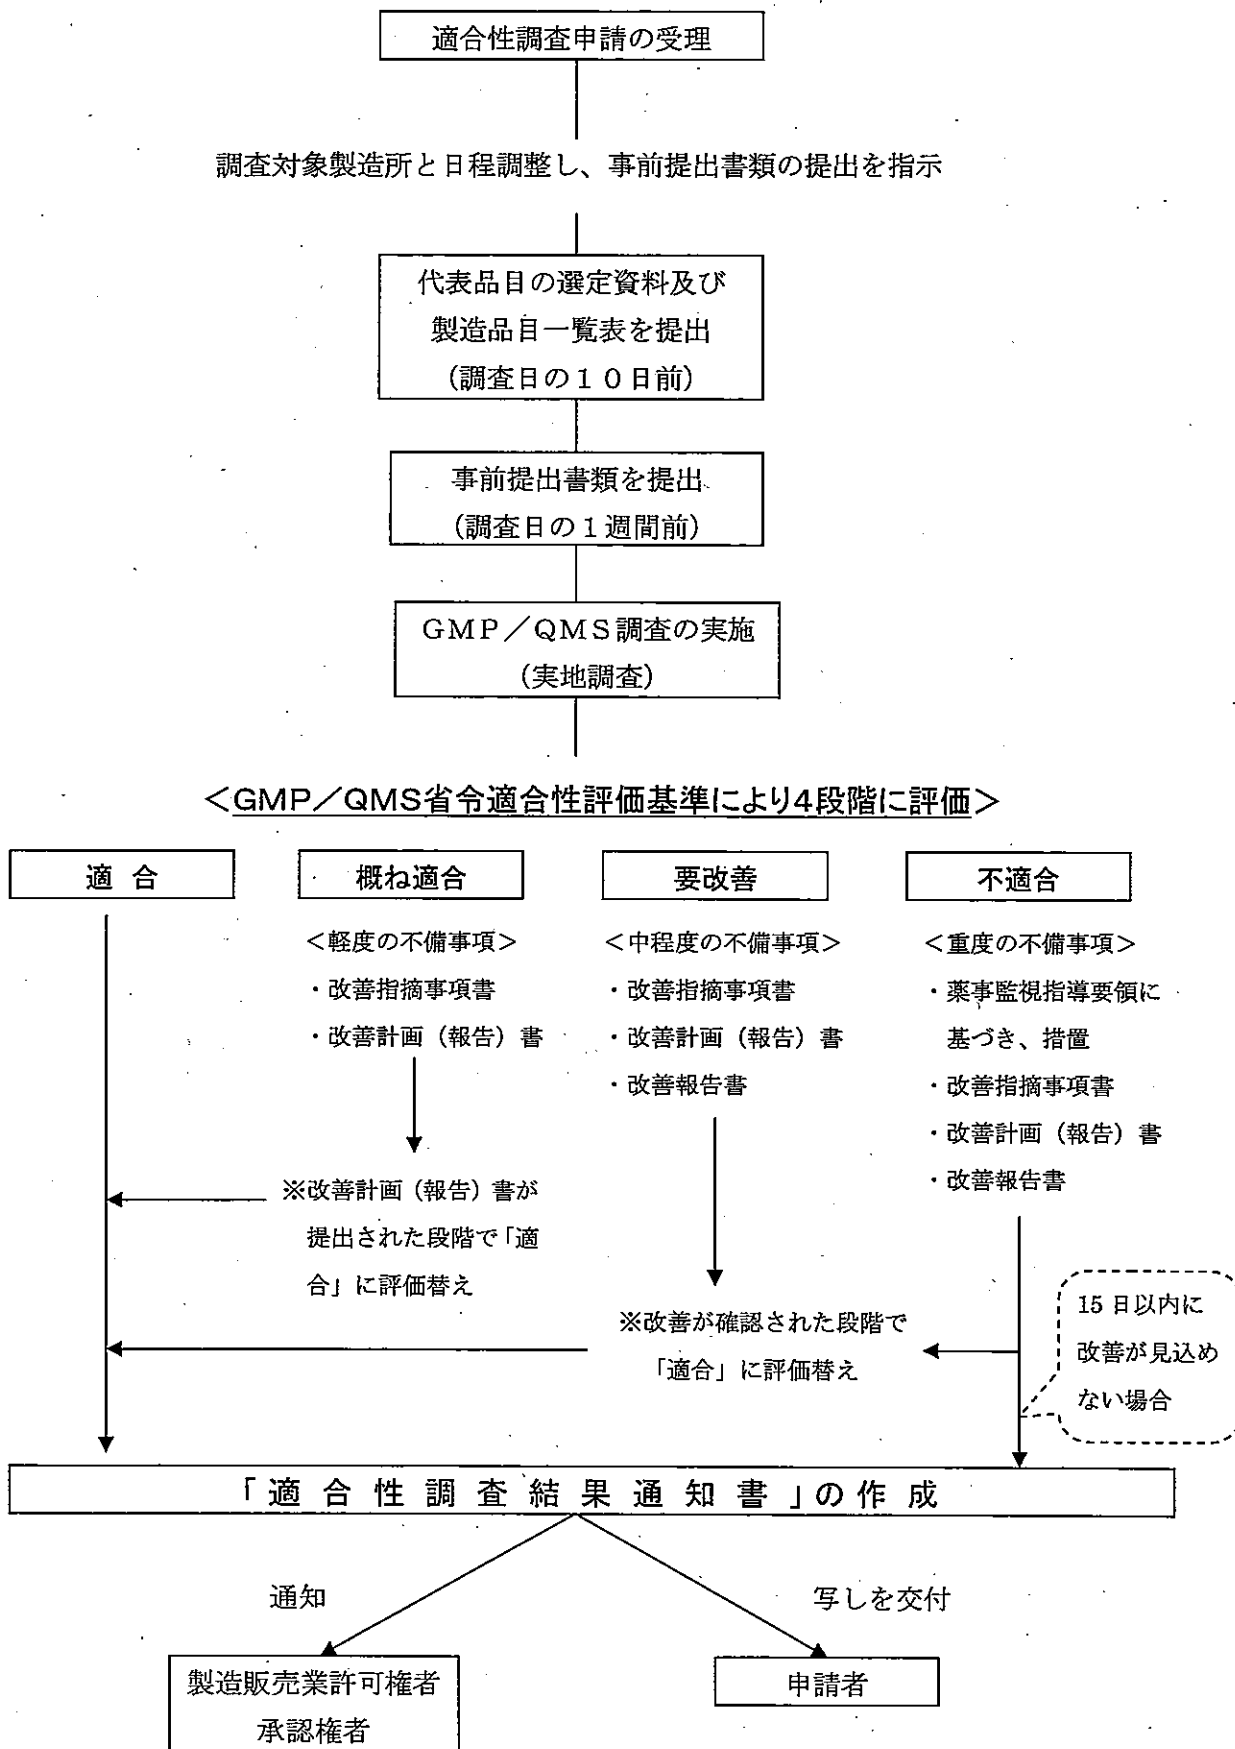 適合性調査申請の受理
調査対象製造所と日程調整し、事前提出書類の提出を指示
代表品目の選定資料及び
製造品目一覧表を提出
(調査日の１０日前)
事前提出書類を提出
(調査日の１週間前)
ＧＭＰ／ＱＭＳ調査の実施
(実地調査)
＜GMP／QMS省令適合性評価基準により4段階に評価＞
適 合
概ね適合
＜軽度の不備事項＞
・改善指摘事項書
・改善計画（報告）書
※改善計画（報告）書が
提出された段階で「適
合」に評価替え
要改善
＜中程度の不備事項＞
・改善指摘事項書
・改善計画（報告）書
・改善報告書
※改善が確認された段階で
「適合」に評価替え
不適合
＜重度の不備事項＞
・薬事監視指導要領に
基づき、措置
・改善指摘事項書
・改善計画（報告）書
・改善報告書
15 日以内に
改善が見込め
ない場合
「適合性調査結果通知書」の作成
通知
写しを交付
製造販売業許可権者
承認権者
申請者